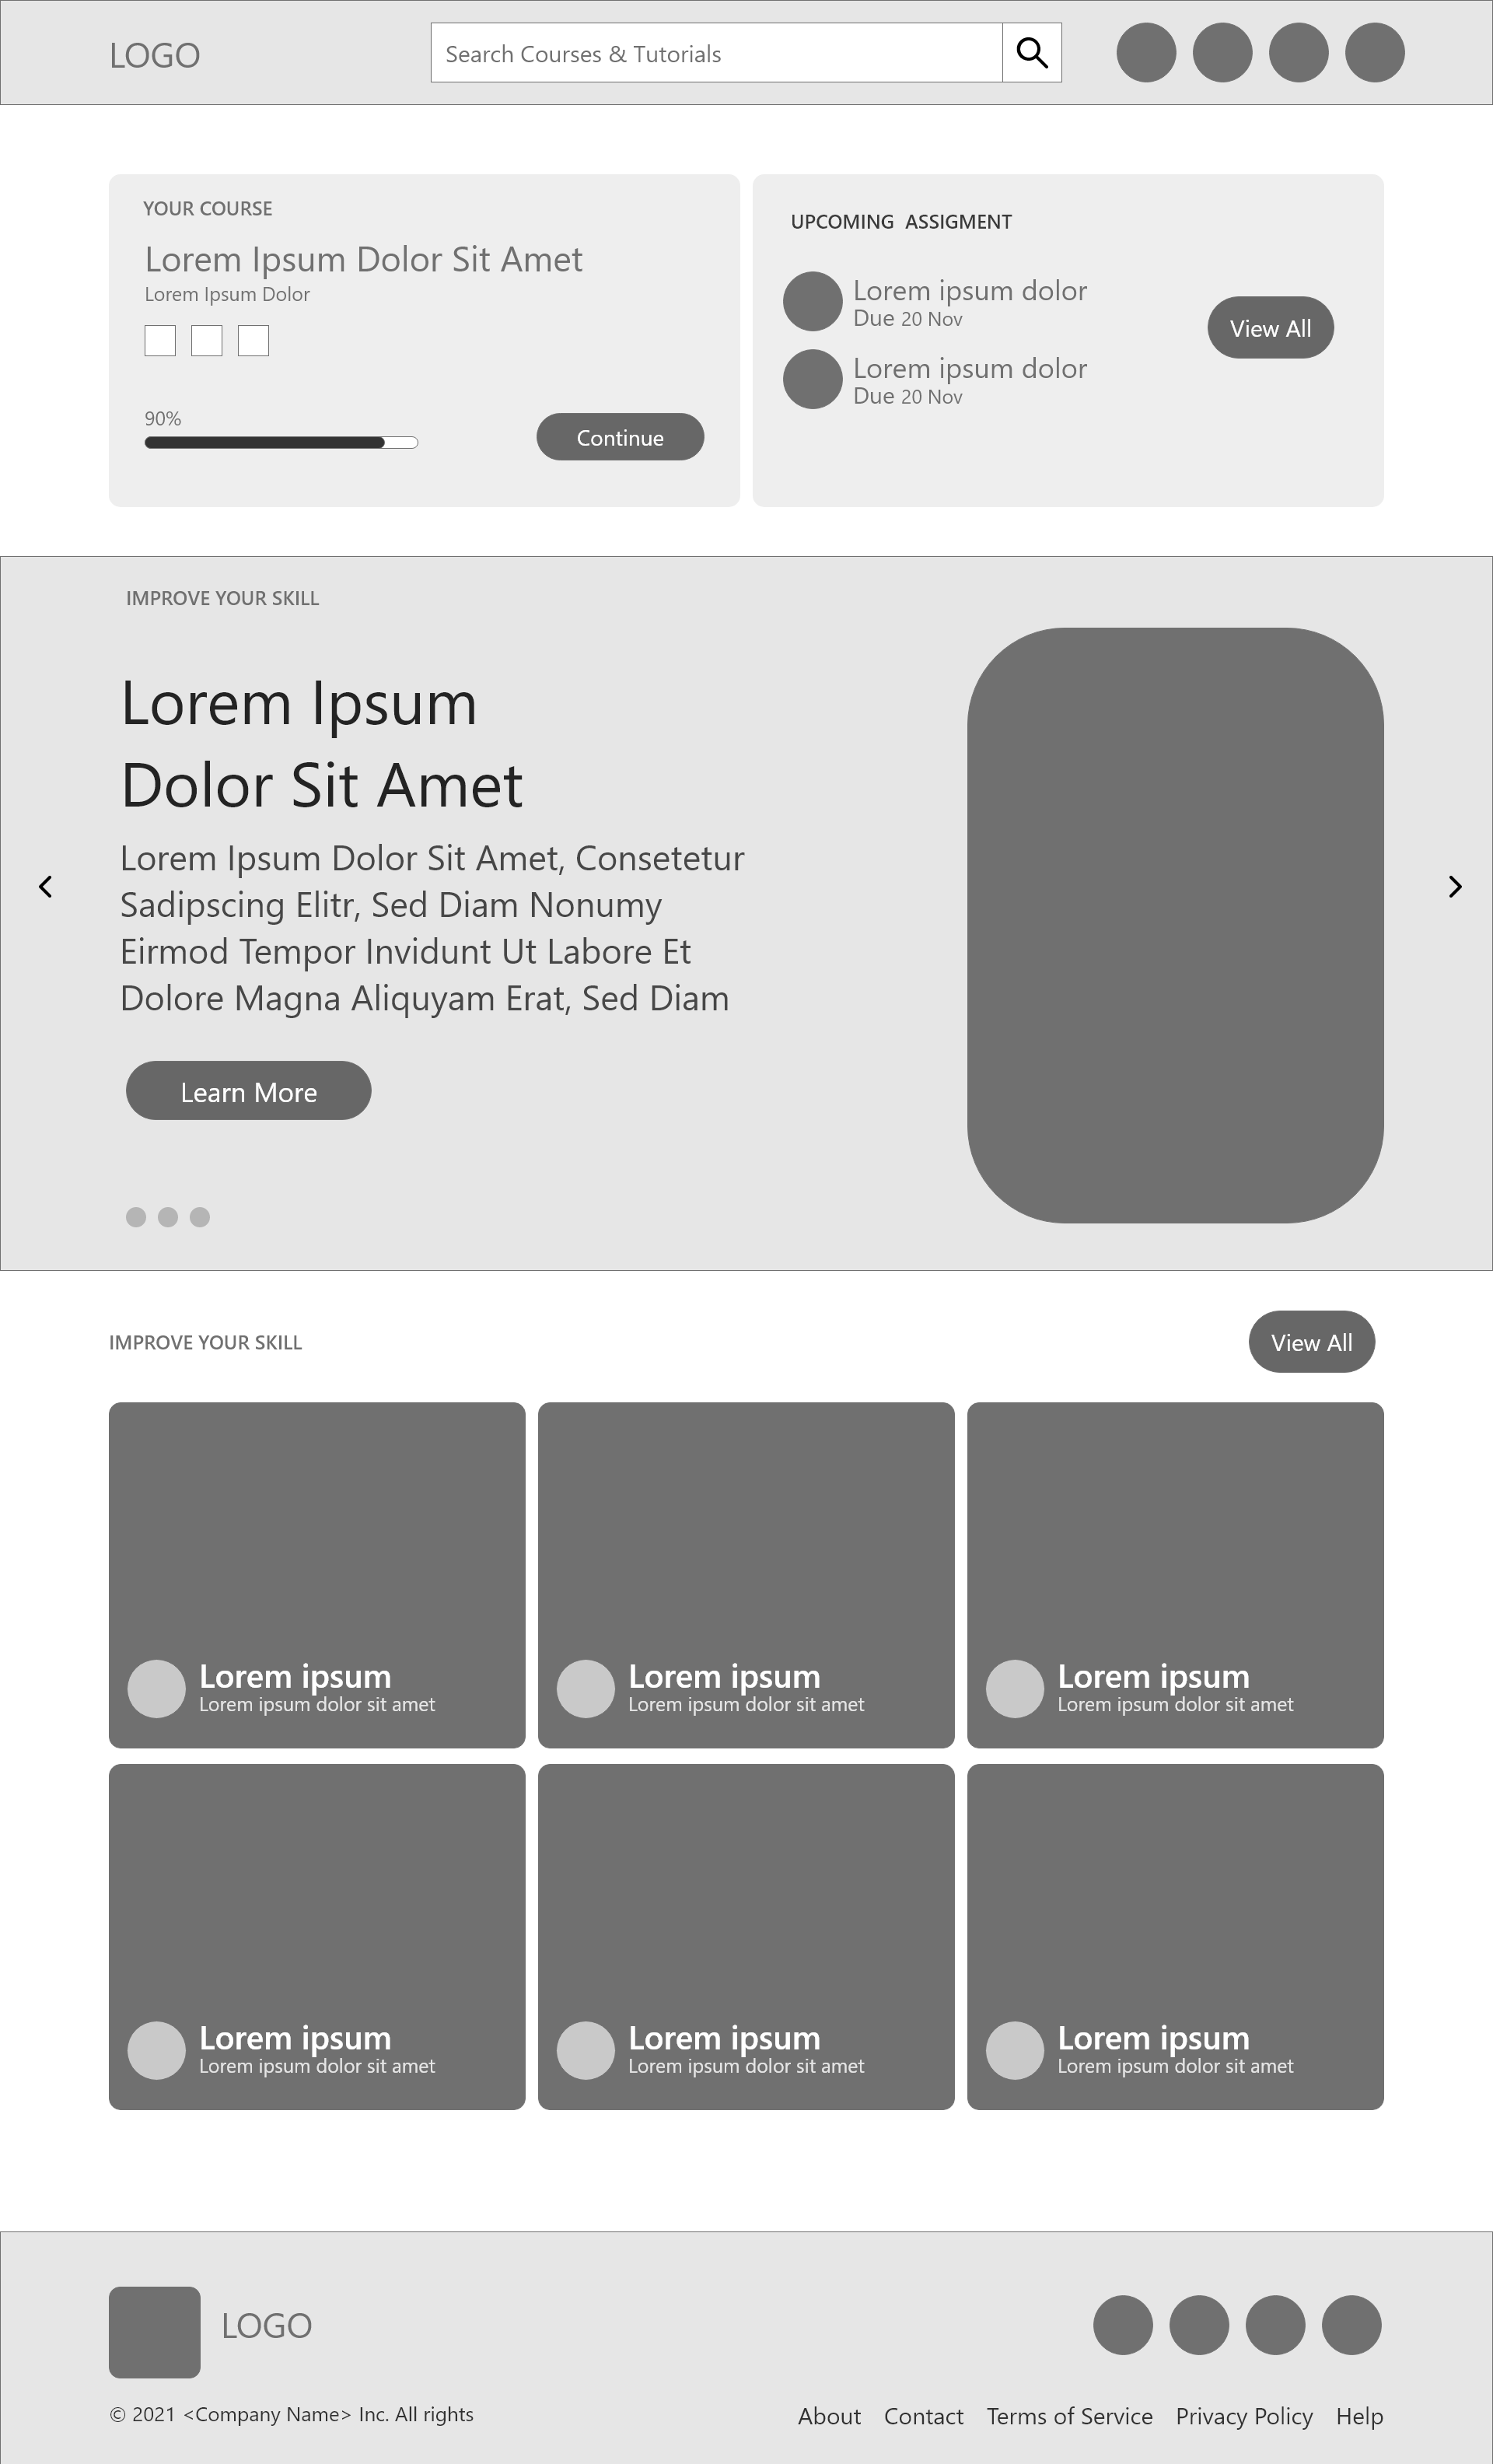 LOGO
Search Courses & Tutorials
YOUR COURSE
Lorem Ipsum Dolor Sit Amet
Lorem Ipsum Dolor
90%
Continue
UPCOMING  ASSIGMENT
Lorem ipsum dolor
Due 20 Nov
Lorem ipsum dolor
Due 20 Nov
View All
IMPROVE YOUR SKILL
Lorem Ipsum
Dolor Sit Amet
Lorem Ipsum Dolor Sit Amet, Consetetur
Sadipscing Elitr, Sed Diam Nonumy
Eirmod Tempor Invidunt Ut Labore Et
Dolore Magna Aliquyam Erat, Sed Diam
Learn More
IMPROVE YOUR SKILL
View All
Lorem ipsum
Lorem ipsum dolor sit amet
Lorem ipsum
Lorem ipsum dolor sit amet
Lorem ipsum
Lorem ipsum dolor sit amet
Lorem ipsum
Lorem ipsum dolor sit amet
Lorem ipsum
Lorem ipsum dolor sit amet
Lorem ipsum
Lorem ipsum dolor sit amet
LOGO
© 2021 <Company Name> Inc. All rights
About Contact Terms of Service Privacy Policy Help